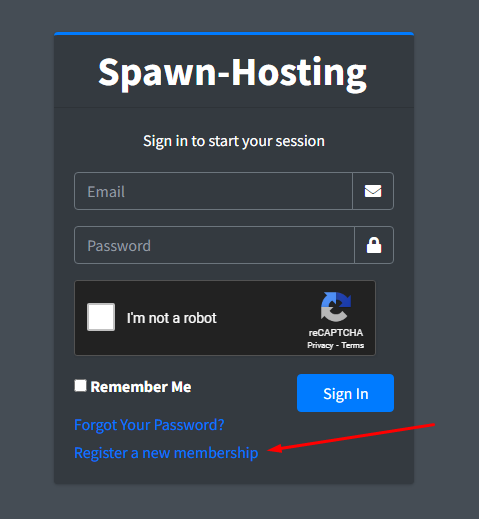 Spawn-Hosting
Sign in to start your session
Email
Password
I'm not a robot
reCAPTCHA
Privacy - Terms
Remember Me
Sign In
Forgot Your Password?
Register a new membership